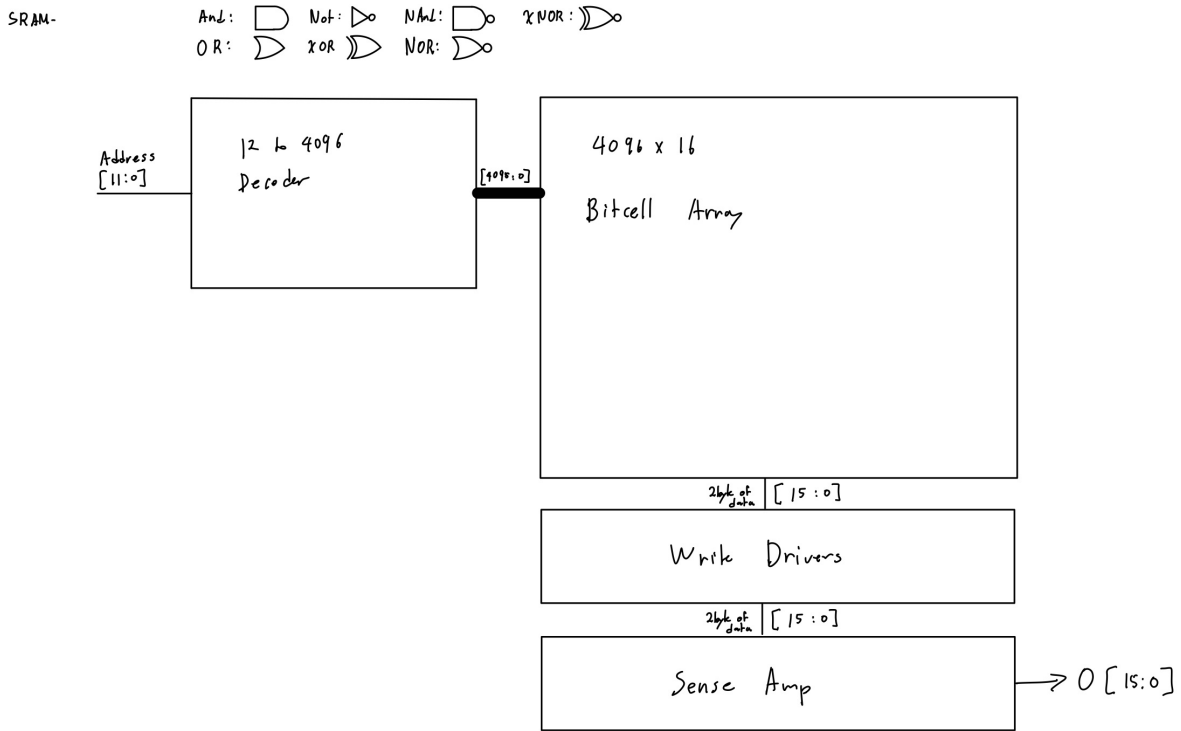 SRAM-
And: Not: NAnd: XNOR:
OR: XOR NOR:
Address
[11:0]
12 to 4096
Decoder
[4095:0]
4096 x 16
Bitcell Array
2byte of
data
[15:0]
Write Drivers
2byte of
data
[15:0]
Sense Amp
O[15:0]